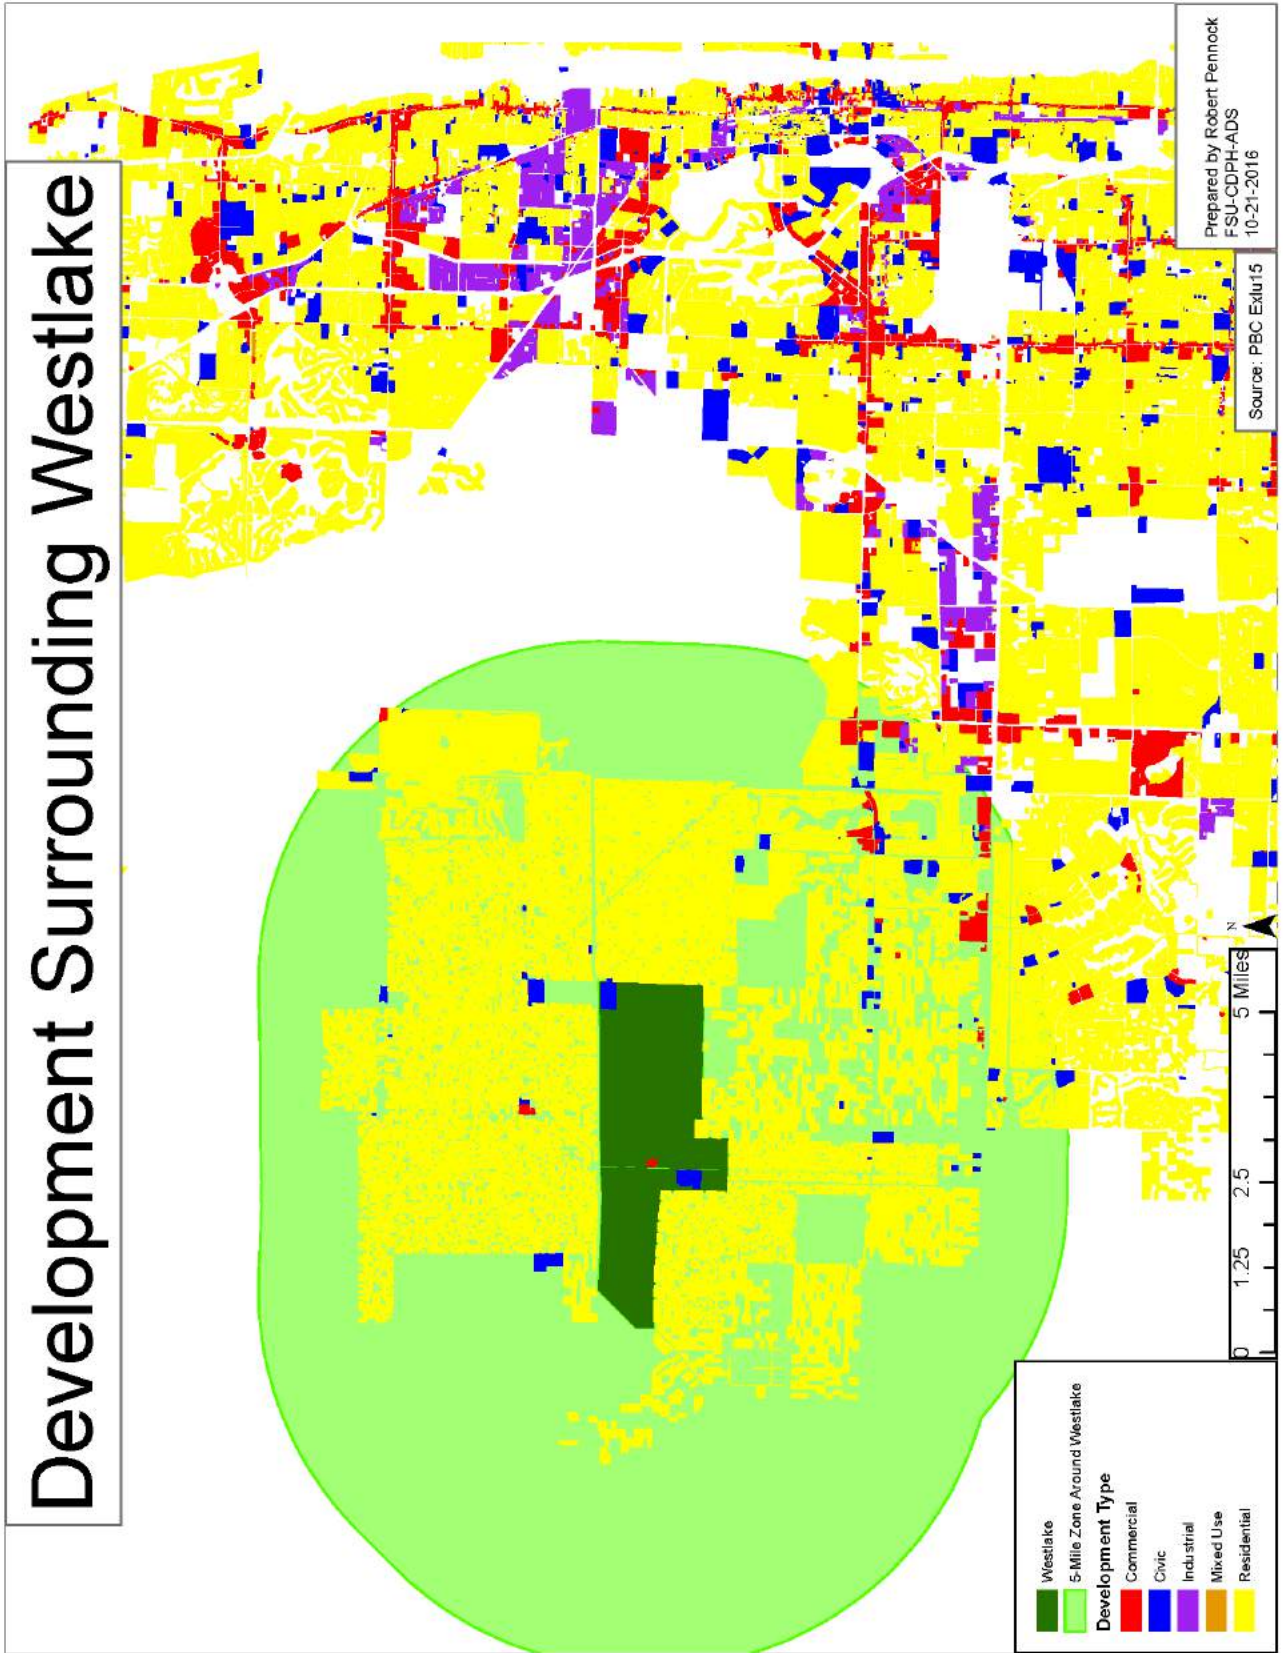 Development Surrounding Westlake
Westlake
5-Mile Zone Around Westlake
Development Type
Commercial
Civic
Industrial
Mixed Use
Residential
0 1.25 2.5 5 Miles
N
Source: PBC Exlu15
Prepared by Robert Pennock
FSU-CDPH-ADS
10-21-2016